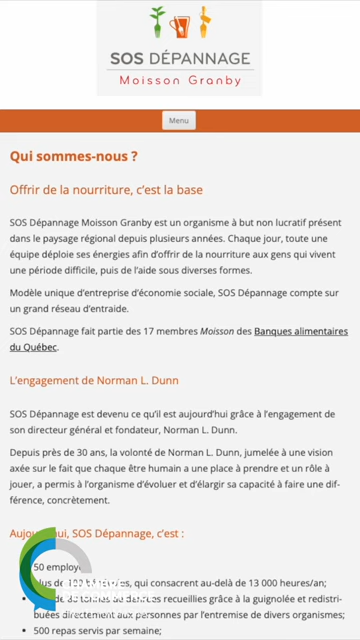 SOS DÉPANNAGE
Moisson Granby
Menu
Qui sommes-nous ?
Offrir de la nourriture, c'est la base
SOS Dépannage Moisson Granby est un organisme à but non lucratif présent
dans le paysage régional depuis plusieurs années. Chaque jour, toute une
équipe déploie ses énergies afin d'offrir de la nourriture aux gens qui vivent
une période difficile, puis de l'aide sous diverses formes.
Modèle unique d'entreprise d'économie sociale, SOS Dépannage compte sur
un grand réseau d'entraide.
SOS Dépannage fait partie des 17 membres Moisson des Banques alimentaires
du Québec.
L'engagement de Norman L. Dunn
SOS Dépannage est devenu ce qu'il est aujourd'hui grâce à l'engagement de
son directeur général et fondateur, Norman L. Dunn.
Depuis près de 30 ans, la volonté de Norman L. Dunn, jumelée à une vision
axée sur le fait que chaque être humain a une place à prendre et un rôle à
jouer, a permis à l'organisme d'évoluer et d'élargir sa capacité à faire une dif-
férence, concrètement.
Aujourd'hui, SOS Dépannage, c'est :
50
qui consacrent au-delà de 13 000 heures/an;
recueillies grâce à la guignolée et redistri-
buées directement aux personnes par l'entremise de divers organismes;
500 repas servis par semaine;